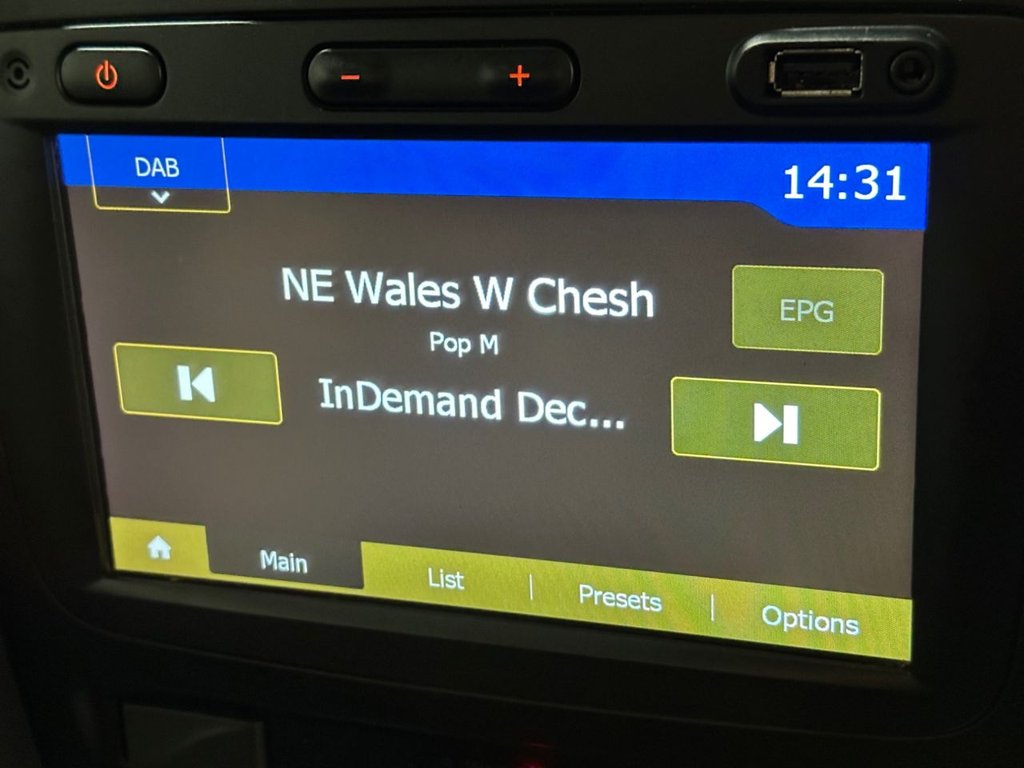 DAB
14:31
NE Wales W Chesh
EPG
Pop M
InDemand Dec...
Main
List
Presets
Options